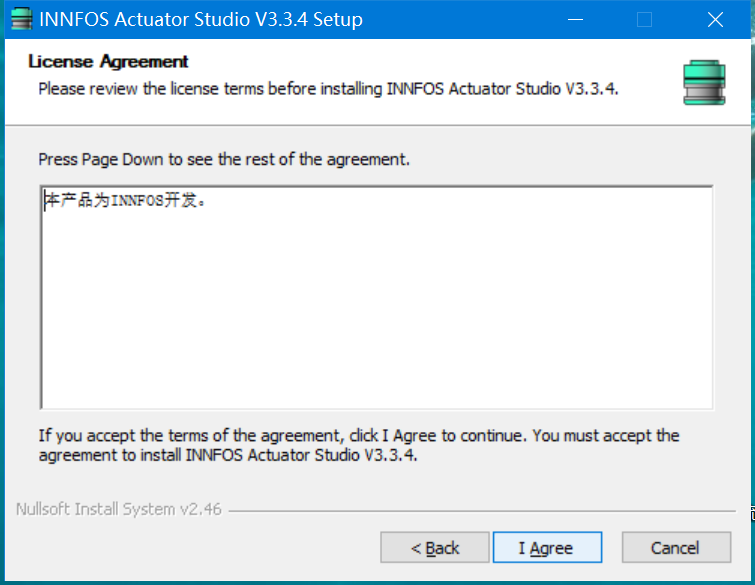 INNFOS Actuator Studio V3.3.4 Setup
License Agreement
Please review the license terms before installing INNFOS Actuator Studio V3.3.4.
Press Page Down to see the rest of the agreement.
本产品为INNFOS开发。
If you accept the terms of the agreement, click I Agree to continue. You must accept the
agreement to install INNFOS Actuator Studio V3.3.4.
Nullsoft Install System v2.46
< Back
I Agree
Cancel